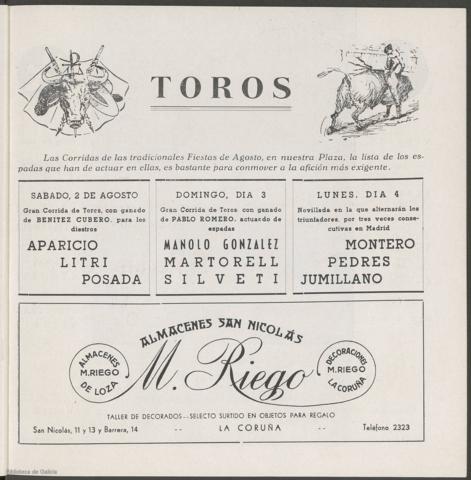 TOROS
Las Corridas de las tradicionales Fiestas de Agosto, en nuestra Plaza, la lista de los es-
padas que han de actuar en ellas, es bastante para conmover a la afición más exigente.
SABADO, 2 DE AGOSTO
Gran Corrida de Toros, con ganado
de BENITEZ CUBERO, para los
diestros
APARICIO
LITRI
POSADA
DOMINGO, DIA 3
Gran Corrida de Toros con ganado
de PABLO ROMERO, actuando de
espadas
MANOLO GONZALEZ
MARTORELL
SILVETI
LUNES, DIA 4
Novillada en la que alternarán los
triunfadores, por tres veces conse-
cutivas en Madrid
MONTERO
PEDRES
JUMILLANO
ALMACENES SAN NICOLÁS
ALMACENES
M.RIEGO
DE LOZA
M. Riego
DECORACIONES
M.RIEGO
LA CORUÑA
TALLER DE DECORADOS--SELECTO SURTIDO EN OBJETOS PARA REGALO
San Nicolás, 11 y 13 y Barrera, 14 -- LA CORUÑA -- Teléfono 2323
Biblioteca de Galicia